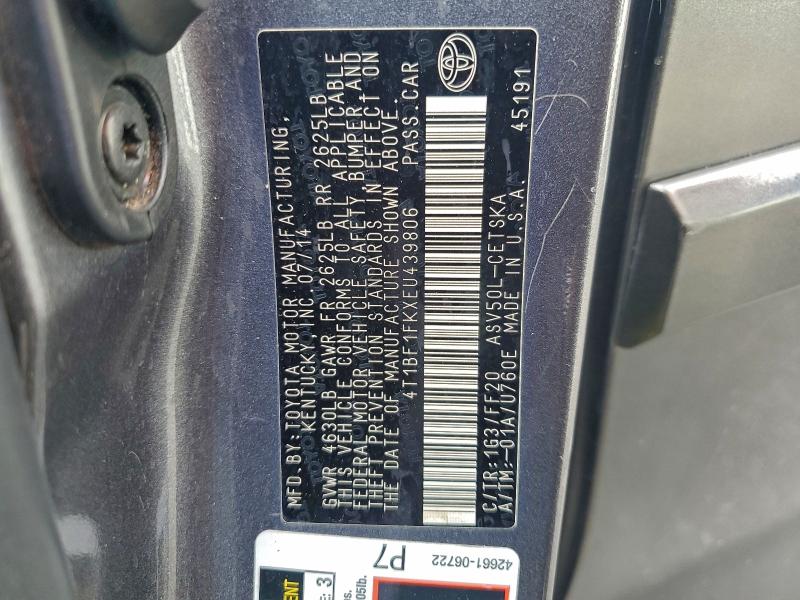 MFD. BY: TOYOTA MOTOR MANUFACTURING,
KENTUCKY, INC. 07/14
GVWR 4630LB GAWR FR 2625LB RR 2625LB
THIS VEHICLE CONFORMS TO ALL APPLICABLE
FEDERAL MOTOR VEHICLE SAFETY, BUMPER AND
THEFT PREVENTION STANDARDS IN EFFECT ON
THE DATE OF MANUFACTURE SHOWN ABOVE.
4T1BF1FKXEU439806 PASS. CAR
C/TR: 1G3/FF20 ASV50L-CETSKA 45191
A/TM: -01A/U760E MADE IN U.S.A.
42661-06722
P7
05lb.
: 3